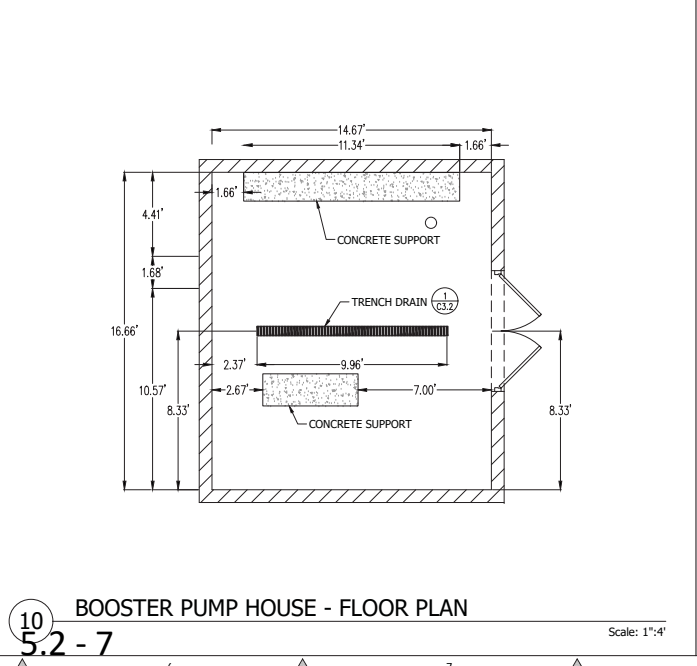 14.67'
11.34'
1.66'
1.66'
4.41'
CONCRETE SUPPORT
1.68'
TRENCH DRAIN
1
C3.2
16.66'
2.37'
9.96'
10.57'
2.67'
7.00'
8.33'
8.33'
CONCRETE SUPPORT
10
BOOSTER PUMP HOUSE - FLOOR PLAN
5.2 - 7
Scale: 1":4'